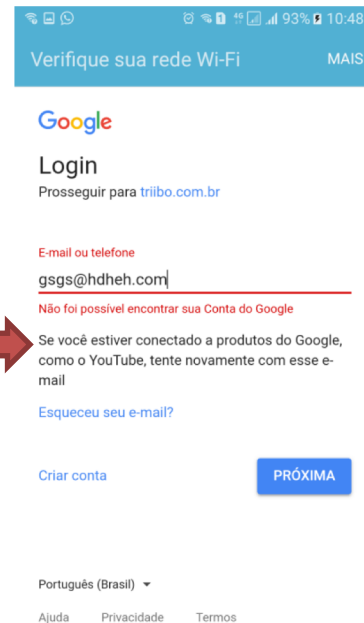 46 93% 10:48
Verifique sua rede Wi-Fi MAIS
Google
Login
Prosseguir para triibo.com.br
E-mail ou telefone
gsgs@hdheh.com
Não foi possível encontrar sua Conta do Google
Se você estiver conectado a produtos do Google,
como o YouTube, tente novamente com esse e-
mail
Esqueceu seu e-mail?
Criar conta PRÓXIMA
Português (Brasil)
Ajuda Privacidade Termos